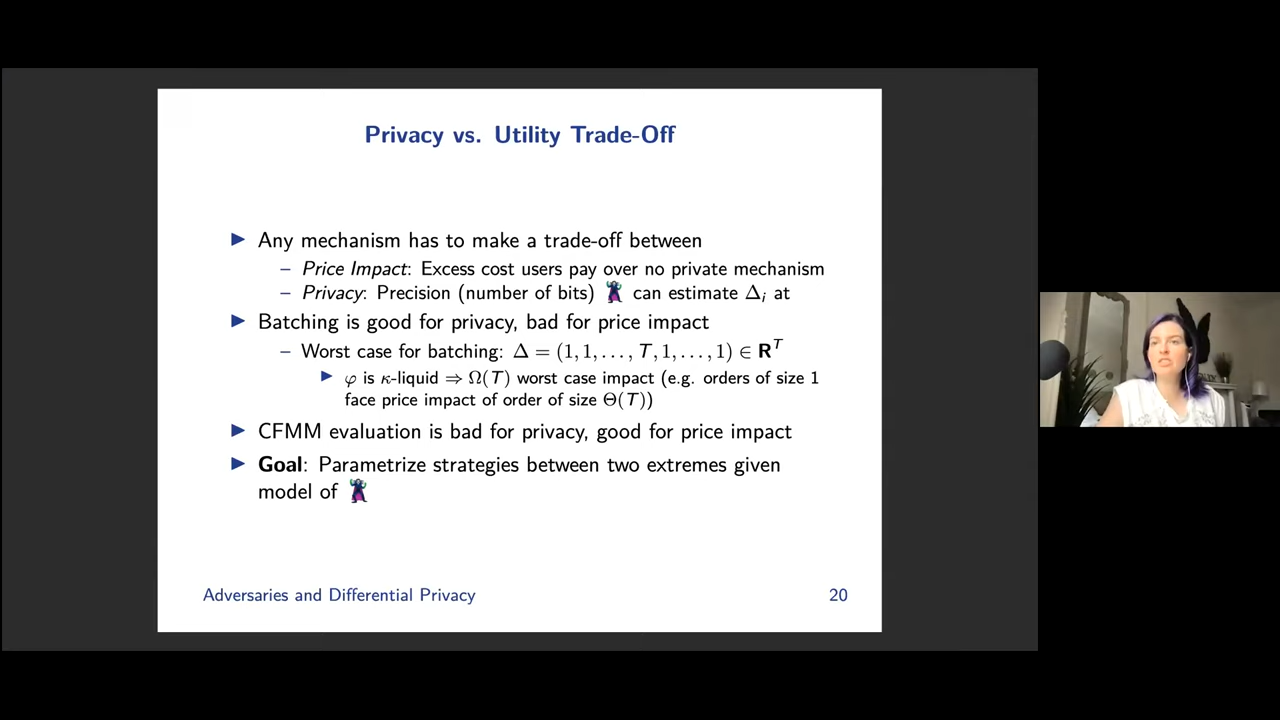 Privacy vs. Utility Trade-Off
▶ Any mechanism has to make a trade-off between
– Price Impact: Excess cost users pay over no private mechanism
– Privacy: Precision (number of bits) 🦹 can estimate Δᵢ at
▶ Batching is good for privacy, bad for price impact
– Worst case for batching: Δ = (1, 1, . . . , T, 1, . . . , 1) ∈ Rᵀ
▶ φ is κ-liquid ⇒ Ω(T) worst case impact (e.g. orders of size 1
face price impact of order of size Θ(T))
▶ CFMM evaluation is bad for privacy, good for price impact
▶ Goal: Parametrize strategies between two extremes given
model of 🦹
Adversaries and Differential Privacy 20